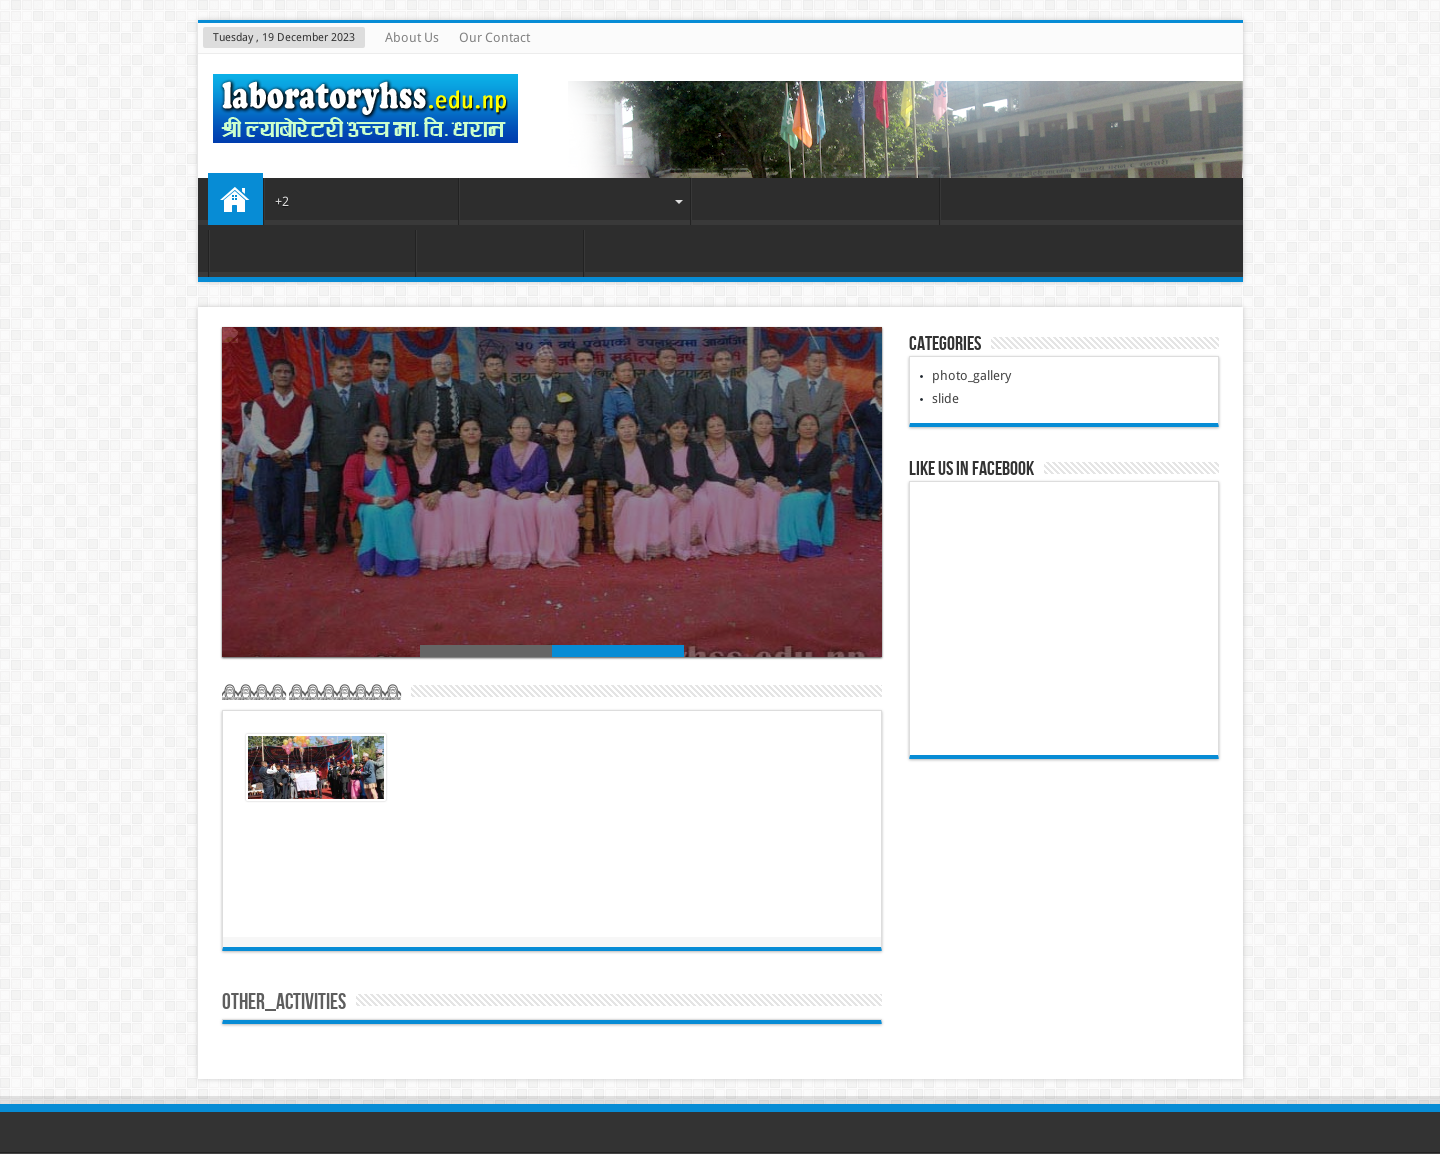 Tuesday , 19 December 2023
About Us
Our Contact
laboratoryhss.edu.np
श्री ल्याबोरेटरी उच्च मा. वि. धरान
+2
CATEGORIES
photo_gallery
slide
LIKE US IN FACEBOOK
OTHER_ACTIVITIES